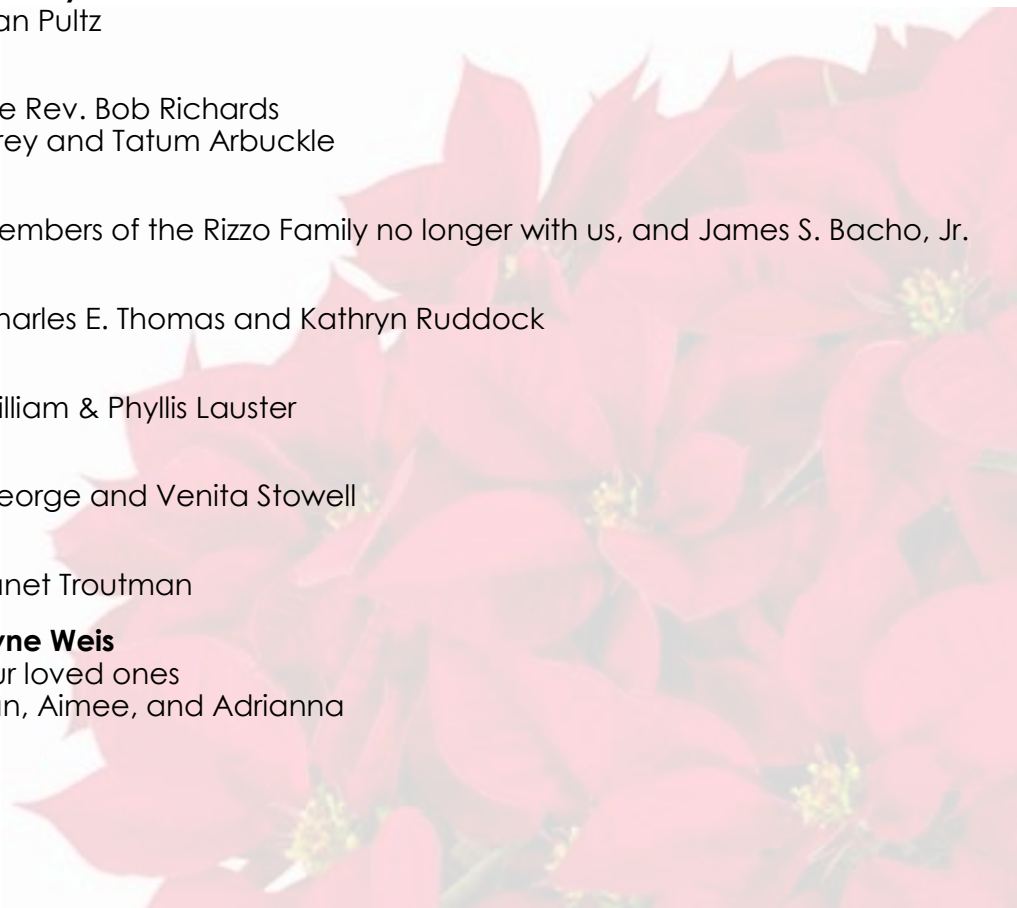 an Pultz
e Rev. Bob Richards
rey and Tatum Arbuckle
embers of the Rizzo Family no longer with us, and James S. Bacho, Jr.
harles E. Thomas and Kathryn Ruddock
illiam & Phyllis Lauster
eorge and Venita Stowell
net Troutman
yne Weis
ur loved ones
n, Aimee, and Adrianna